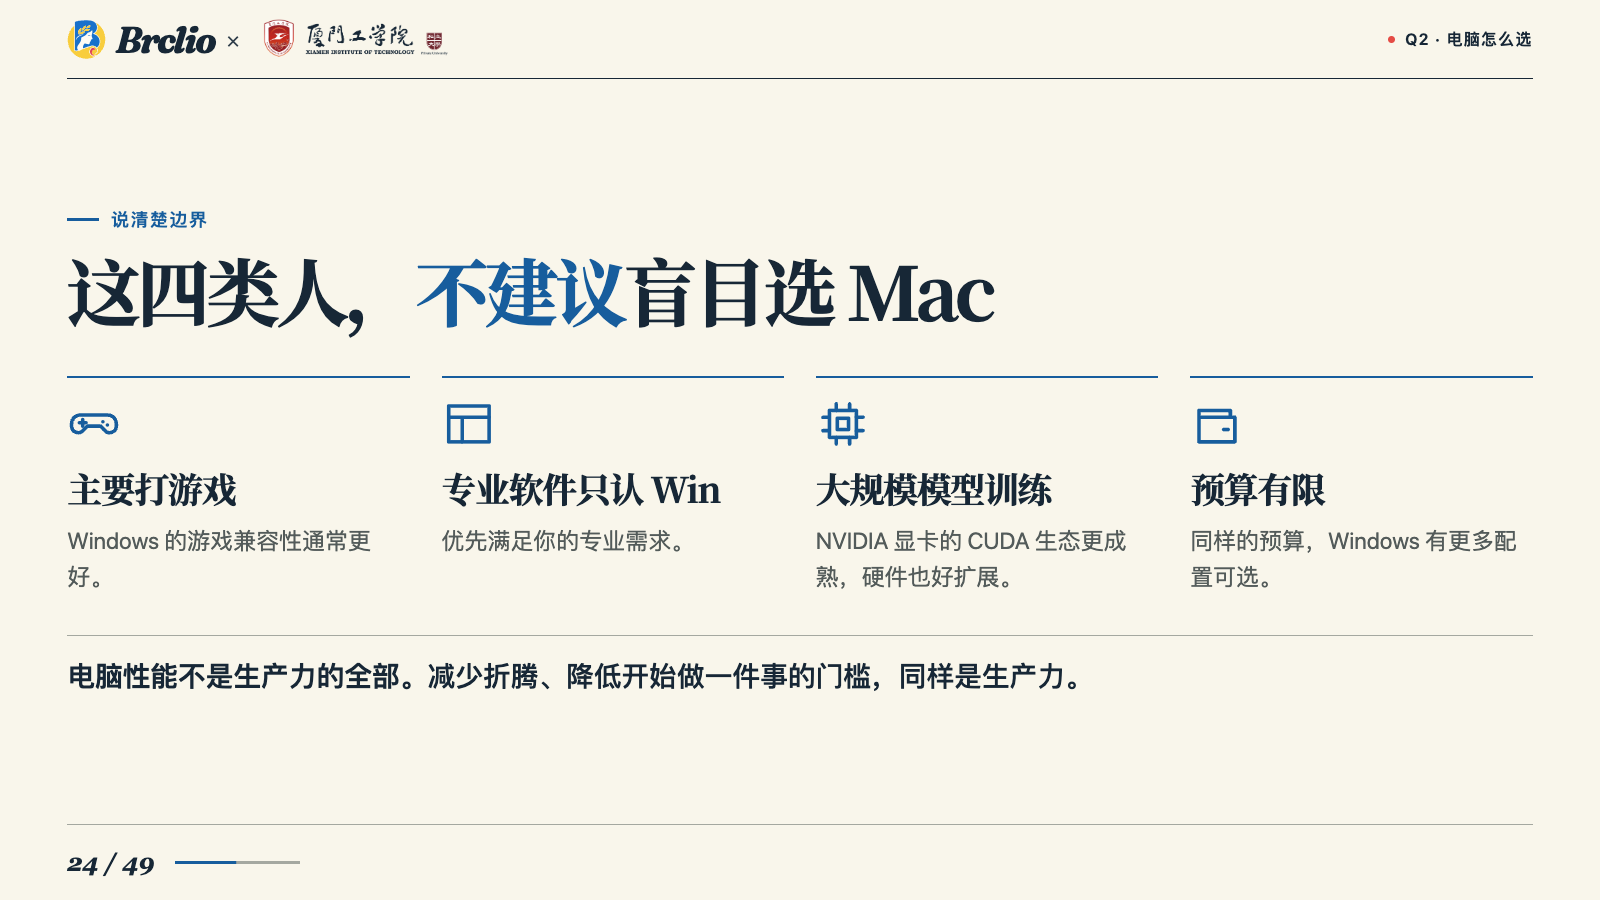 Brclio ×
厦门工学院
XIAMEN INSTITUTE OF TECHNOLOGY
Q2 · 电脑怎么选
说清楚边界
这四类人，不建议盲目选 Mac
主要打游戏
Windows 的游戏兼容性通常更
好。
专业软件只认 Win
优先满足你的专业需求。
大规模模型训练
NVIDIA 显卡的 CUDA 生态更成
熟，硬件也好扩展。
预算有限
同样的预算，Windows 有更多配
置可选。
电脑性能不是生产力的全部。减少折腾、降低开始做一件事的门槛，同样是生产力。
24 / 49